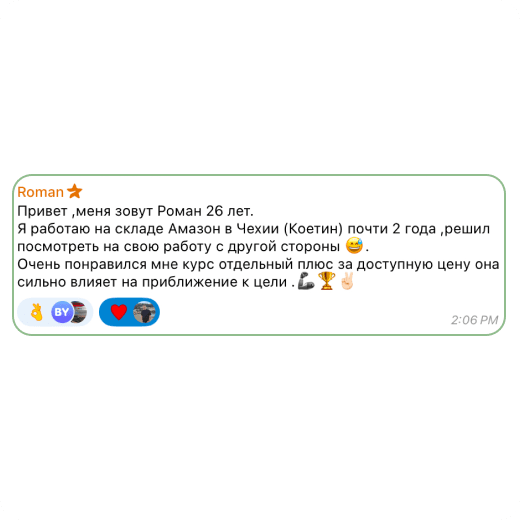 Roman
Привет ,меня зовут Роман 26 лет.
Я работаю на складе Амазон в Чехии (Коетин) почти 2 года ,решил
посмотреть на свою работу с другой стороны 😅.
Очень понравился мне курс отдельный плюс за доступную цену она
сильно влияет на приближение к цели .🦾🏆✌🏻
BY
2:06 PM